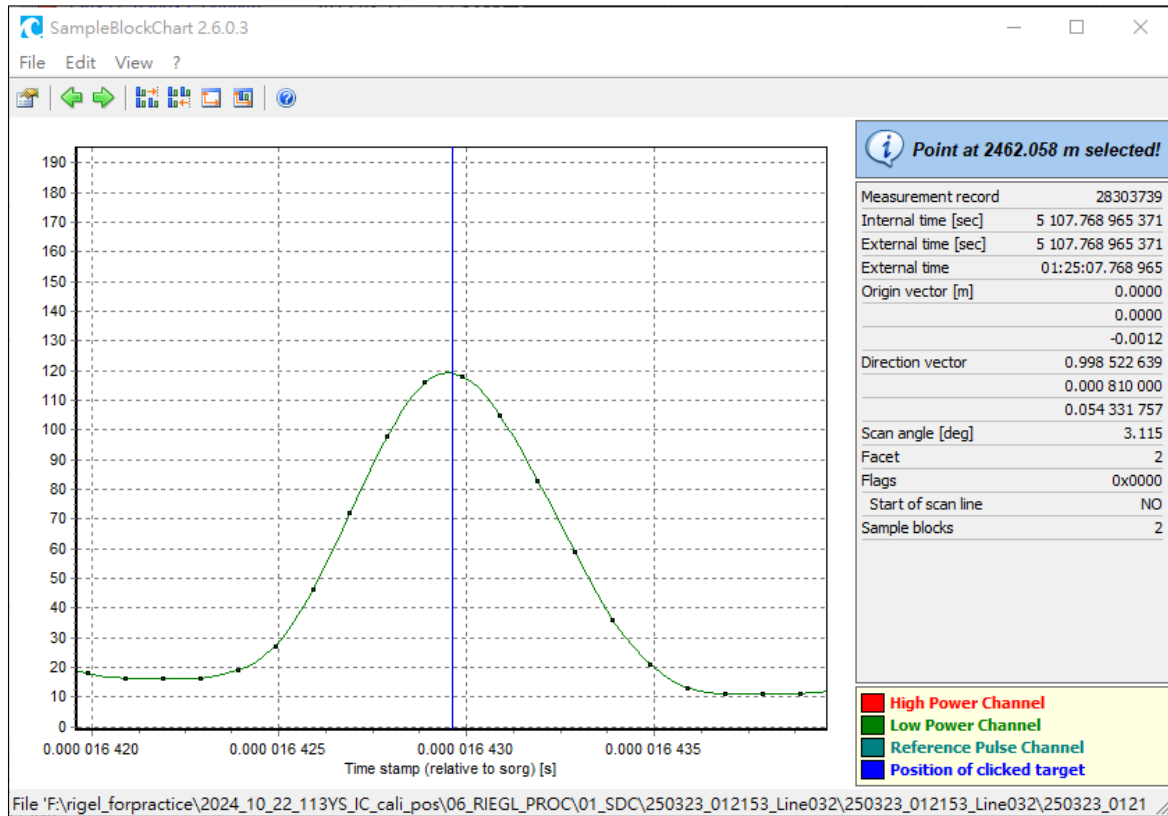 SampleBlockChart 2.6.0.3
File Edit View ?
Point at 2462.058 m selected!
190
180
170
160
150
140
130
120
110
100
90
80
70
60
50
40
30
20
10
0
0.000 016 420 0.000 016 425 0.000 016 430 0.000 016 435
Time stamp (relative to sorg) [s]
Measurement record 28303739
Internal time [sec] 5 107.768 965 371
External time [sec] 5 107.768 965 371
External time 01:25:07.768 965
Origin vector [m] 0.0000
0.0000
-0.0012
Direction vector 0.998 522 639
0.000 810 000
0.054 331 757
Scan angle [deg] 3.115
Facet 2
Flags 0x0000
Start of scan line NO
Sample blocks 2
High Power Channel
Low Power Channel
Reference Pulse Channel
Position of clicked target
File 'F:\rigel_forpractice\2024_10_22_113YS_IC_cali_pos\06_RIEGL_PROC\01_SDC\250323_012153_Line032\250323_012153_Line032\250323_0121